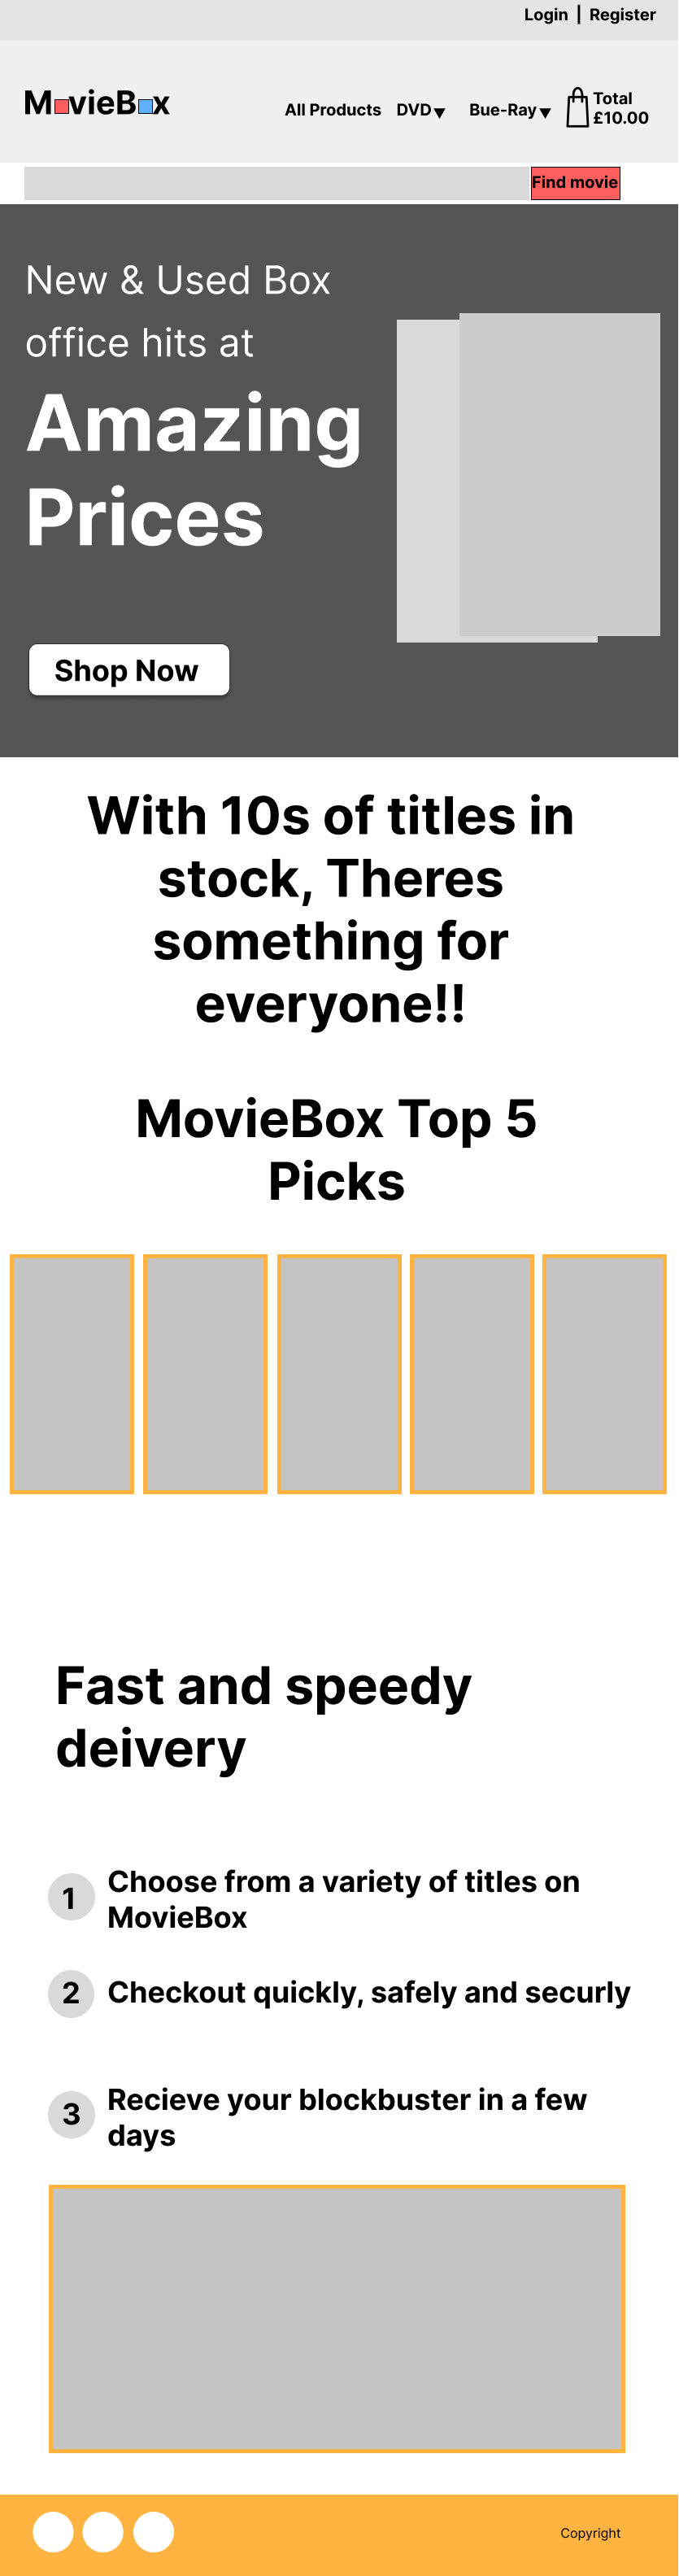 Login | Register
MovieBox
All Products DVD▼ Bue-Ray▼
Total
£10.00
Find movie
New & Used Box
office hits at
Amazing
Prices
Shop Now
With 10s of titles in
stock, Theres
something for
everyone!!
MovieBox Top 5
Picks
Fast and speedy
deivery
1 Choose from a variety of titles on
MovieBox
2 Checkout quickly, safely and securly
3 Recieve your blockbuster in a few
days
Copyright